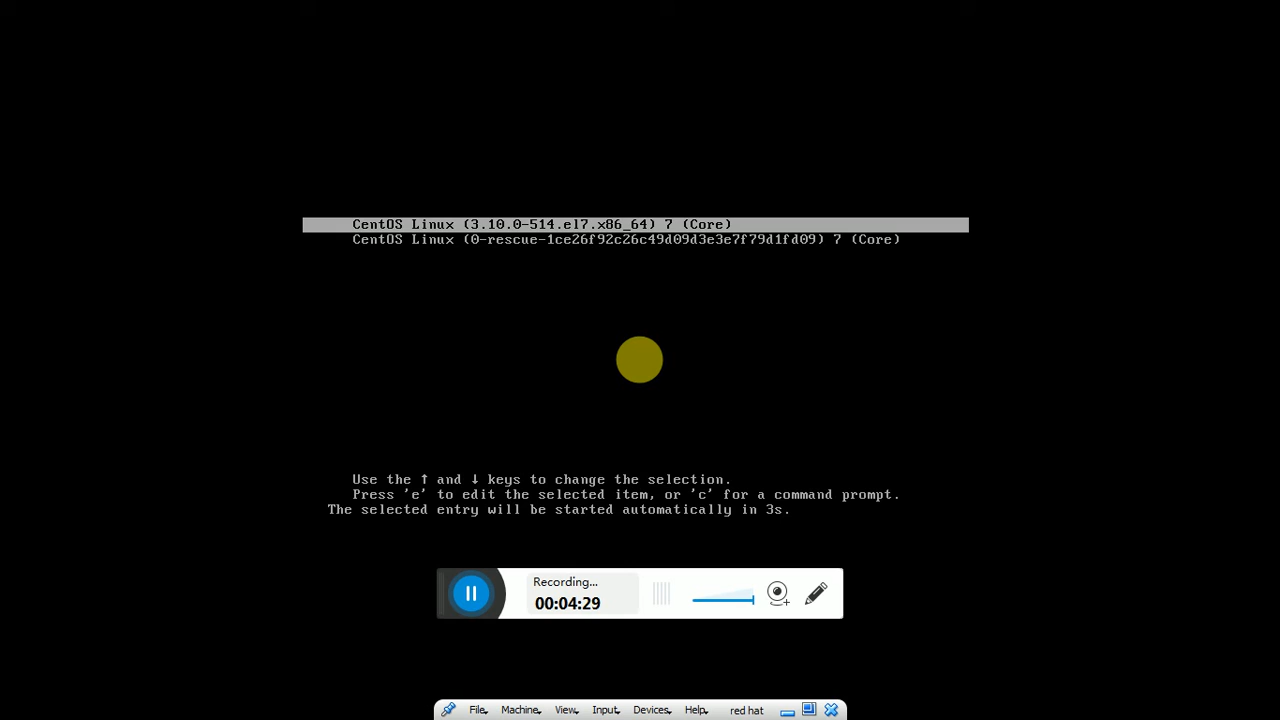 CentOS Linux (3.10.0-514.el7.x86_64) 7 (Core)
CentOS Linux (0-rescue-1ce26f92c26c49d09d3e3e7f79d1fd09) 7 (Core)
Use the ↑ and ↓ keys to change the selection.
Press 'e' to edit the selected item, or 'c' for a command prompt.
The selected entry will be started automatically in 3s.
Recording...
00:04:29
File Machine View Input Devices Help red hat